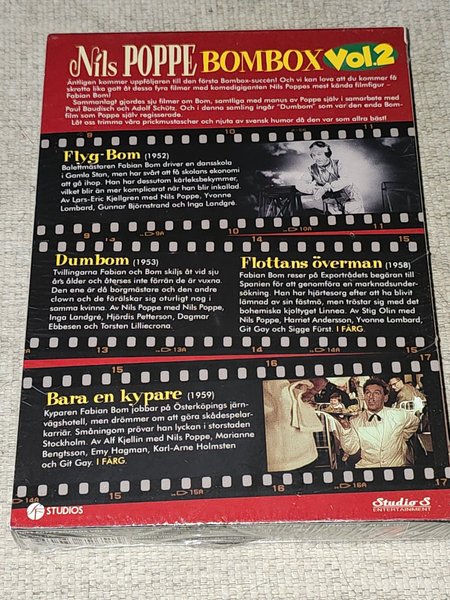 Nils POPPE BOMBOX Vol.2
Äntligen kommer uppföljaren till den första Bombox-succén! Och vi kan lova att du kommer få
skratta lika gott åt dessa fyra filmer med komedigiganten Nils Poppes mest kända filmfigur –
Fabian Bom!
Sammanlagt gjordes sju filmer om Bom, samtliga med manus av Poppe själv i samarbete med
Paul Baudisch och Adolf Schütz. Och i denna samling ingår "Dumbom" som var den enda Bom-
film som Poppe själv regisserade.
Låt oss trimma våra prickmustascher och njuta av svensk humor då den var som allra bäst!
9
10
11
Flyg-Bom (1952)
Balettmästaren Fabian Bom driver en dansskola
i Gamla Stan, men har svårt att få skolans ekonomi
att gå ihop. Han har dessutom kärleksbekymmer,
vilket blir än mer komplicerat när han blir inkallad.
Av Lars-Eric Kjellgren med Nils Poppe, Yvonne
Lombard, Gunnar Björnstrand och Inga Landgré.
Dumbom (1953)
Tvillingarna Fabian och Bom skiljs åt vid sju
års ålder och återses inte förrän de är vuxna.
Den ene är då borgmästare och den andre
clown och de förälskar sig oturligt nog i
samma kvinna. Av Nils Poppe med Nils Poppe,
Inga Landgré, Hjördis Petterson, Dagmar
Ebbesen och Torsten Lilliecrona.
Flottans överman (1958)
Fabian Bom reser på Exportrådets begäran till
Spanien för att genomföra en marknadsunder-
sökning. Han har hjärtesorg efter att ha blivit
lämnad av sin fästmö, men tröstar sig med det
bohemiska kjoltyget Linnea. Av Stig Olin med
Nils Poppe, Harriet Andersson, Yvonne Lombard,
Git Gay och Sigge Fürst. I FÄRG.
13
14
15
16
17
Bara en kypare (1959)
Kyparen Fabian Bom jobbar på Österköpings järn-
vägshotell, men drömmer om att göra skådespelar-
karriär. Småningom prövar han lyckan i storstaden
Stockholm. Av Alf Kjellin med Nils Poppe, Marianne
Bengtsson, Emy Hagman, Karl-Arne Holmsten
och Git Gay. I FÄRG.
15
16
17
SF STUDIOS
Studio S
ENTERTAINMENT